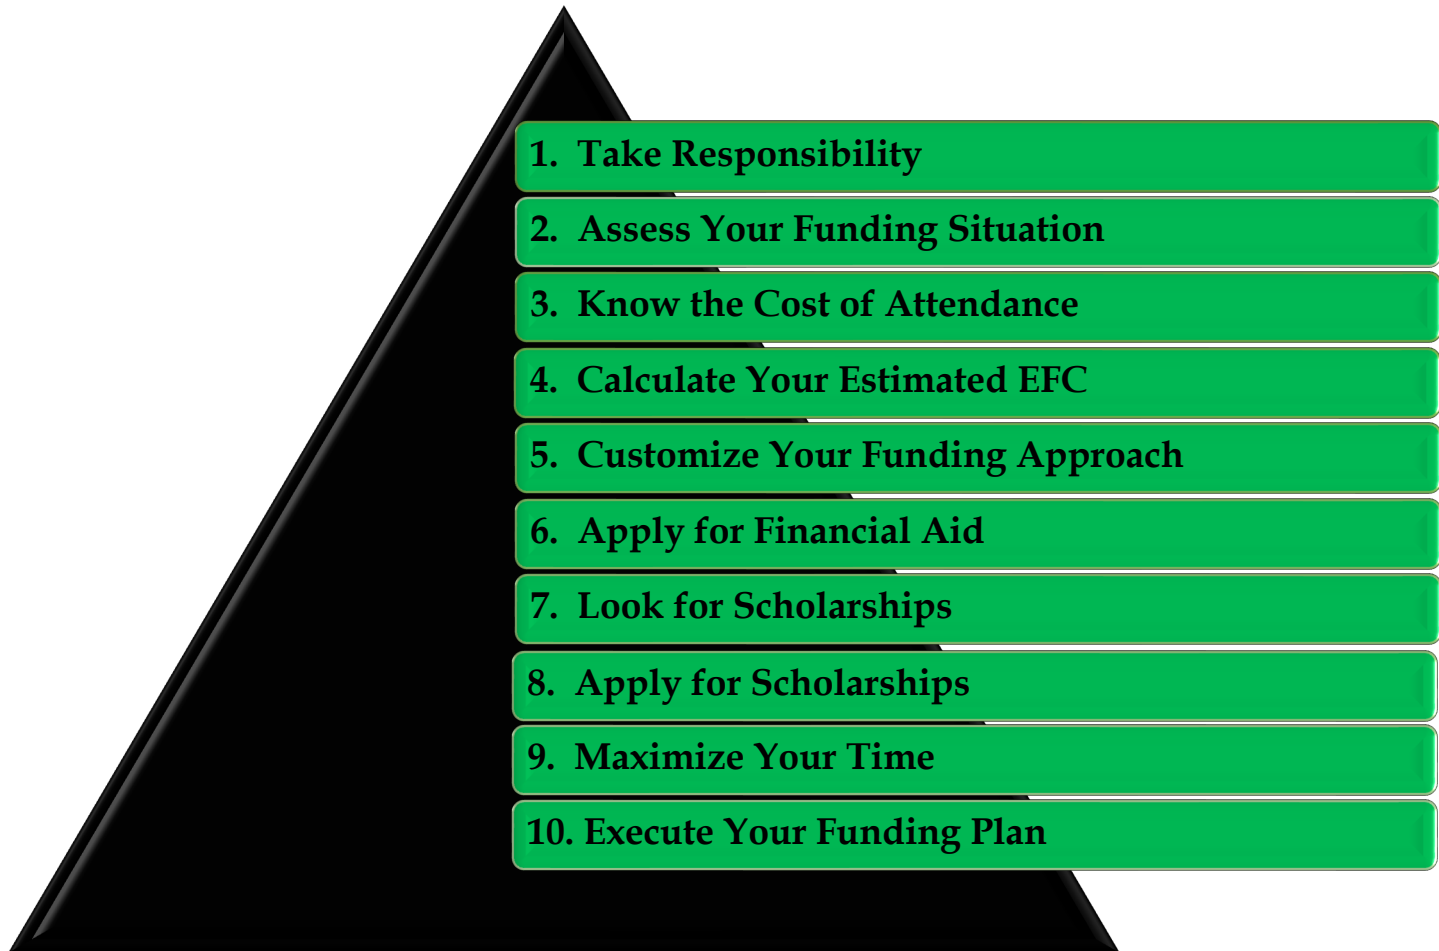 1. Take Responsibility
2. Assess Your Funding Situation
3. Know the Cost of Attendance
4. Calculate Your Estimated EFC
5. Customize Your Funding Approach
6. Apply for Financial Aid
7. Look for Scholarships
8. Apply for Scholarships
9. Maximize Your Time
10. Execute Your Funding Plan